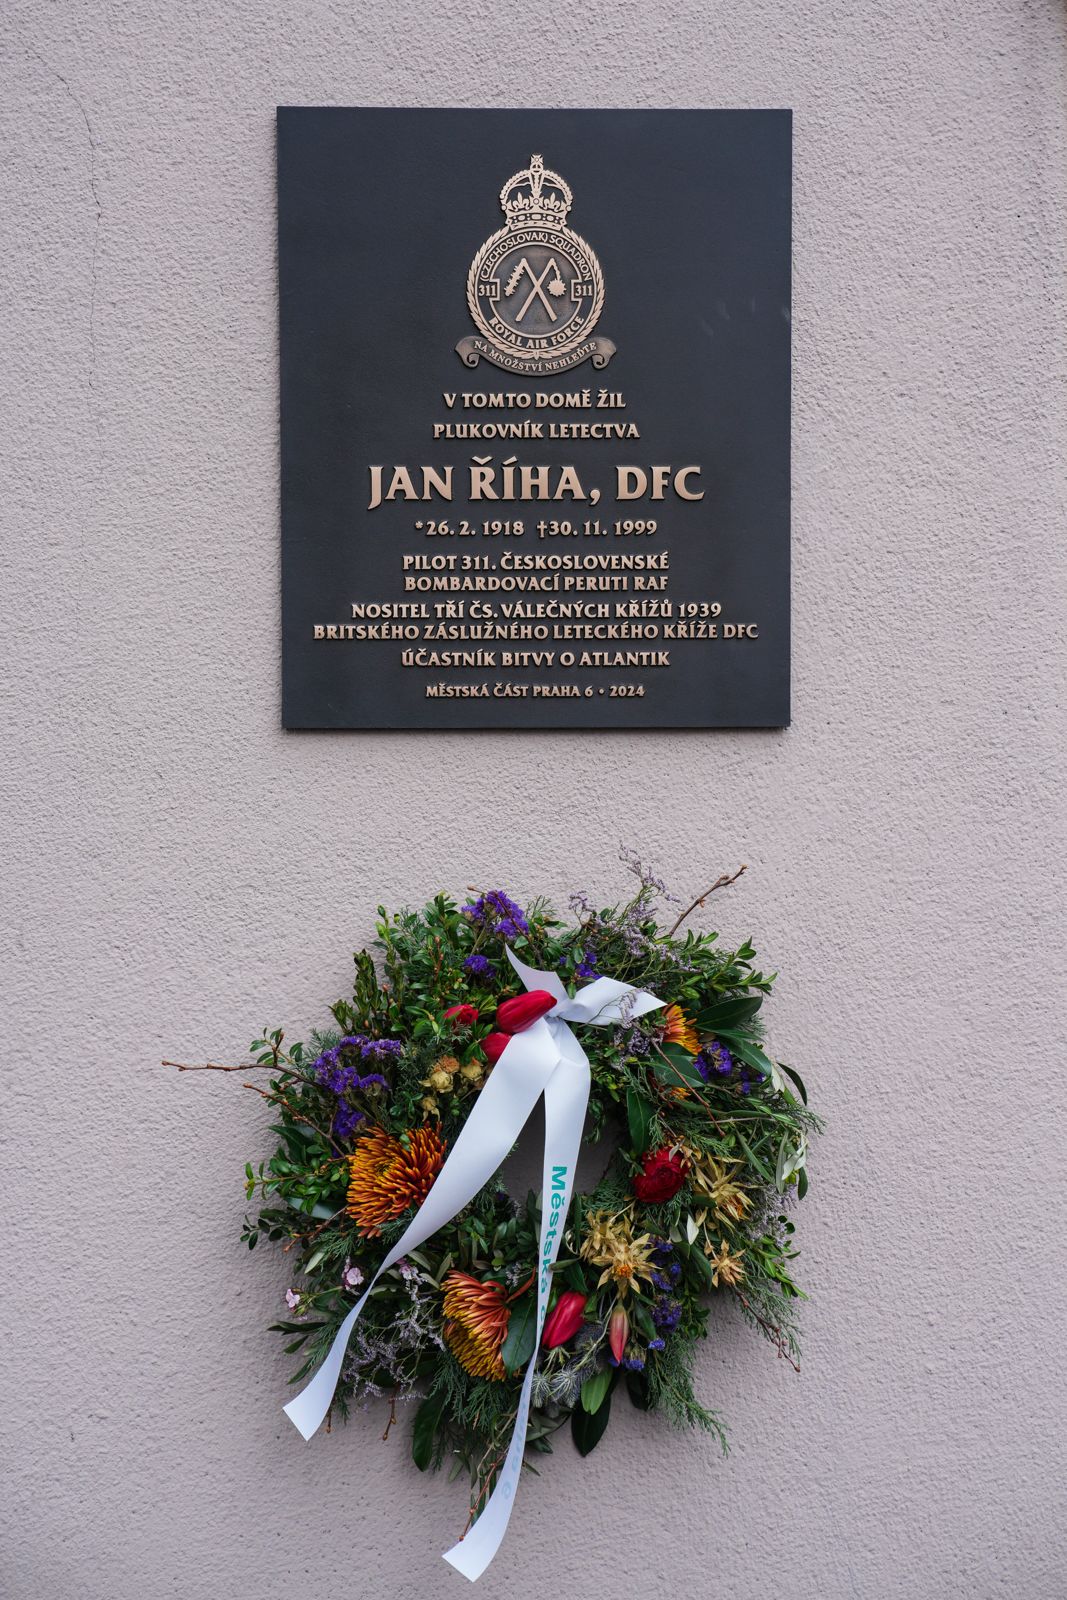 (CZECHOSLOVAK) SQUADRON
311 311
ROYAL AIR FORCE
NA MNOŽSTVÍ NEHLEĎTE
V TOMTO DOMĚ ŽIL
PLUKOVNÍK LETECTVA
JAN ŘÍHA, DFC
*26. 2. 1918 †30. 11. 1999
PILOT 311. ČESKOSLOVENSKÉ
BOMBARDOVACÍ PERUTI RAF
NOSITEL TŘÍ ČS. VÁLEČNÝCH KŘÍŽŮ 1939
BRITSKÉHO ZÁSLUŽNÉHO LETECKÉHO KŘÍŽE DFC
ÚČASTNÍK BITVY O ATLANTIK
MĚSTSKÁ ČÁST PRAHA 6 • 2024
Městská